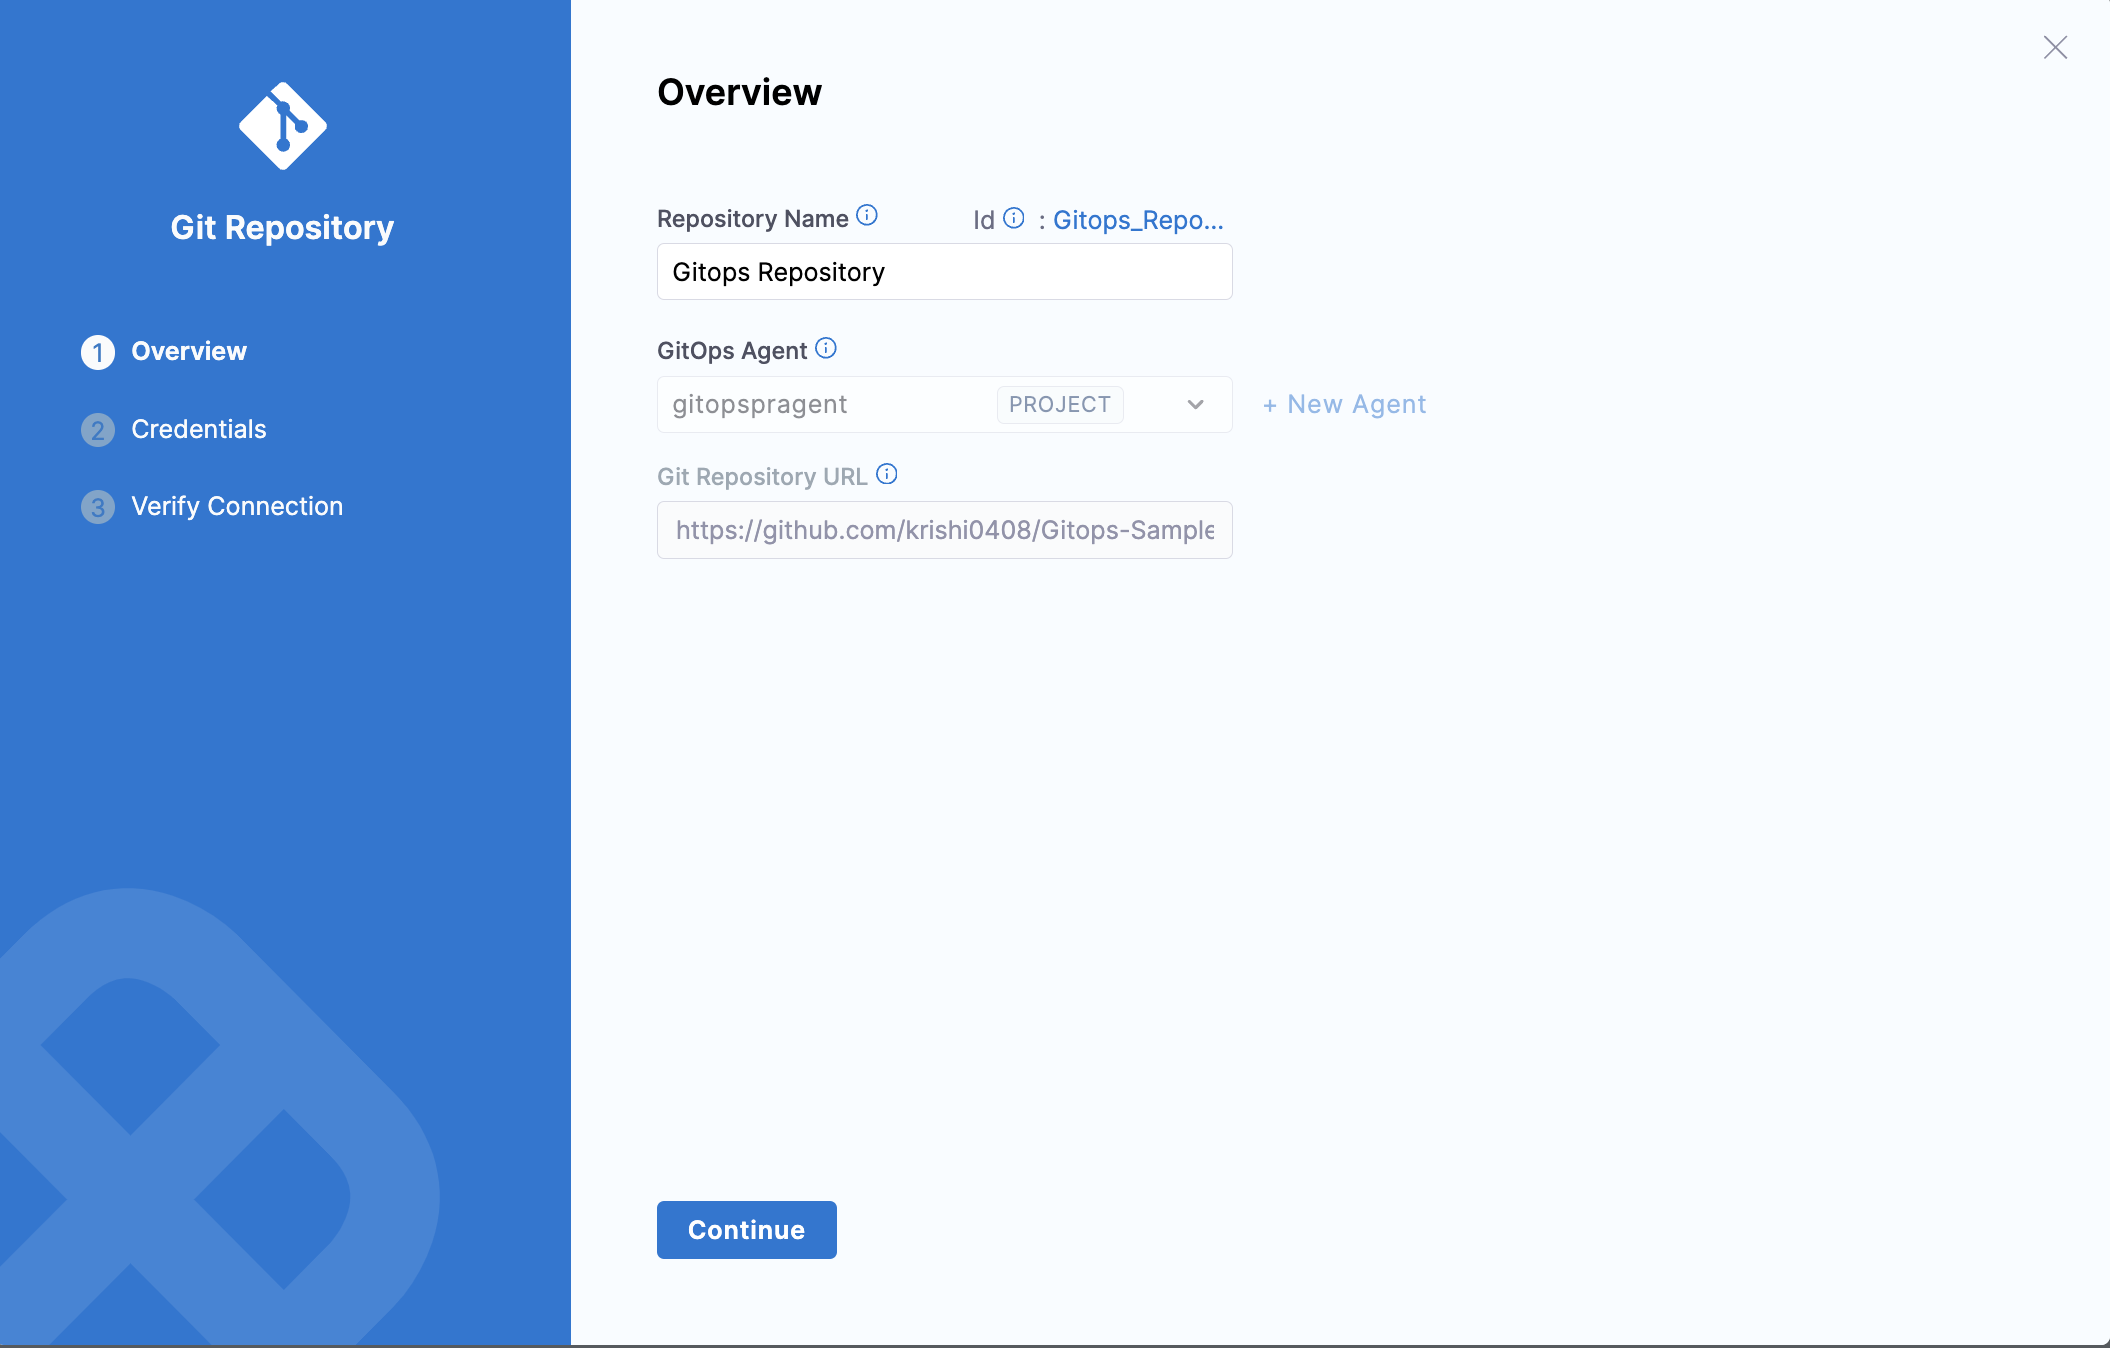 Git Repository
1 Overview
2 Credentials
3 Verify Connection
Overview
Repository Name Id : Gitops_Repo...
Gitops Repository
GitOps Agent
gitopspragent PROJECT + New Agent
Git Repository URL
https://github.com/krishi0408/Gitops-Sample
Continue